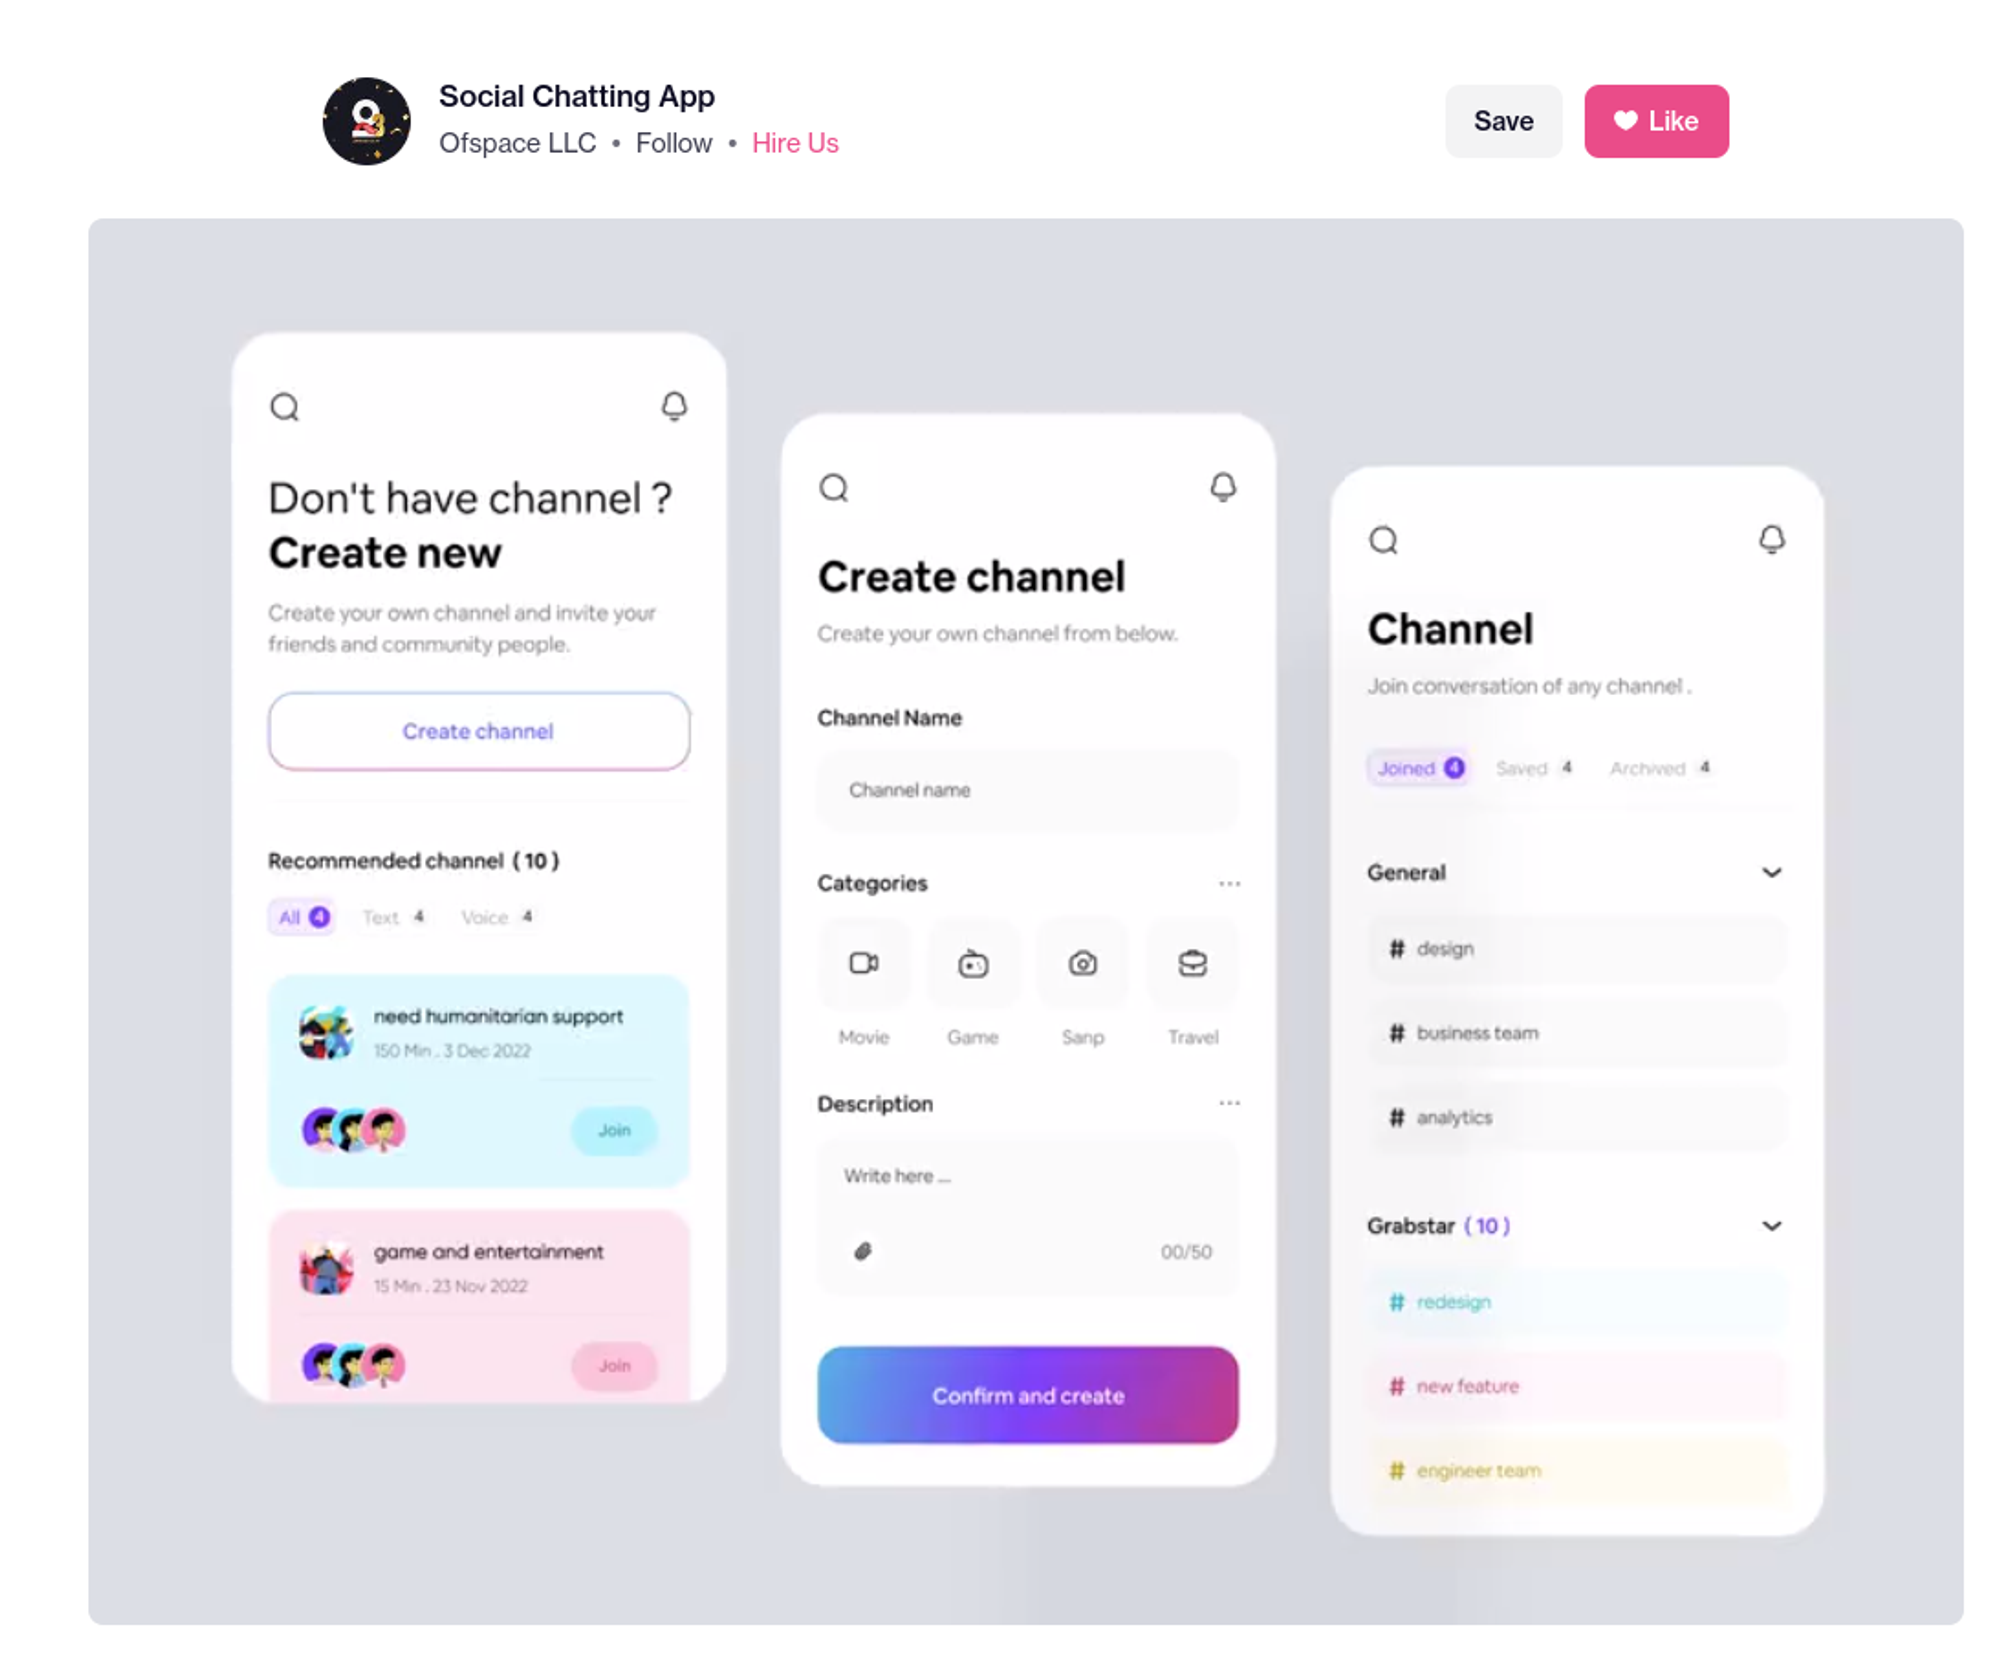 Social Chatting App
Ofspace LLC • Follow • Hire Us
Save
Like
Don't have channel ?
Create new
Create your own channel and invite your
friends and community people.
Create channel
Recommended channel ( 10 )
All 4 Text 4 Voice 4
need humanitarian support
150 Min . 3 Dec 2022
Join
game and entertainment
15 Min . 23 Nov 2022
Join
Create channel
Create your own channel from below.
Channel Name
Channel name
Categories
Movie Game Sanp Travel
Description
Write here ...
00/50
Confirm and create
Channel
Join conversation of any channel .
Joined 4 Saved 4 Archived 4
General
# design
# business team
# analytics
Grabstar ( 10 )
# redesign
# new feature
# engineer team